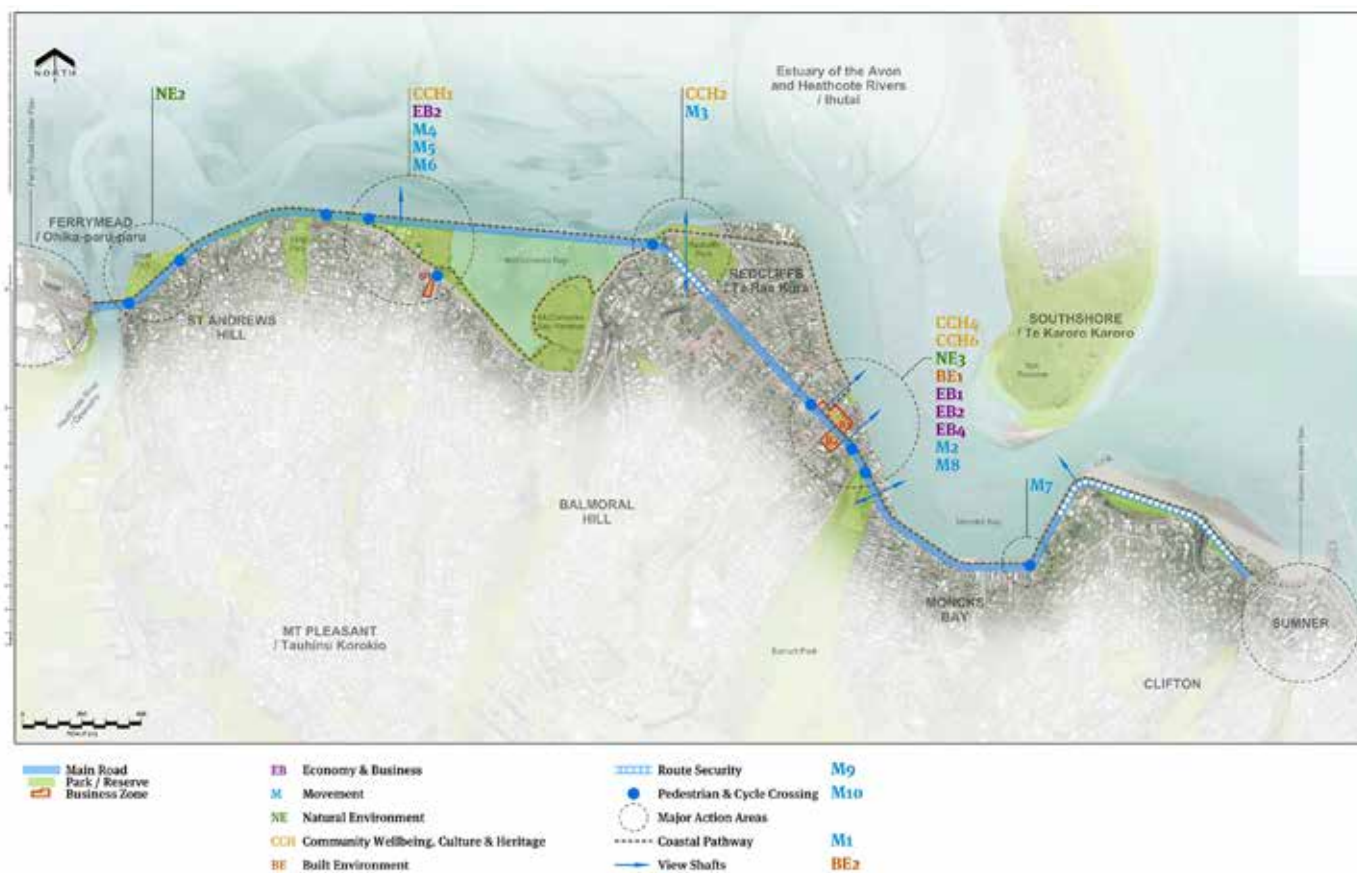 NORTH
NE2
CCH1
EB2
M4
M5
M6
CCH2
M3
Estuary of the Avon
and Heathcote Rivers
/ Ihutai
FERRYMEAD
/ Ohika-paru-paru
ST ANDREWS
HILL
REDCLIFFS
/ Te Rae Kura
SOUTHSHORE
/ Te Karoro Karoro
CCH4
CCH6
NE3
BE1
EB1
EB2
EB4
M2
M8
M7
BALMORAL
HILL
MONCKS
BAY
MT PLEASANT
/ Tauhinu Korokio
SUMNER
CLIFTON
Main Road
Park / Reserve
Business Zone
EB Economy & Business
M Movement
NE Natural Environment
CCH Community Wellbeing, Culture & Heritage
BE Built Environment
Route Security M9
Pedestrian & Cycle Crossing M10
Major Action Areas
Coastal Pathway M1
View Shafts BE2